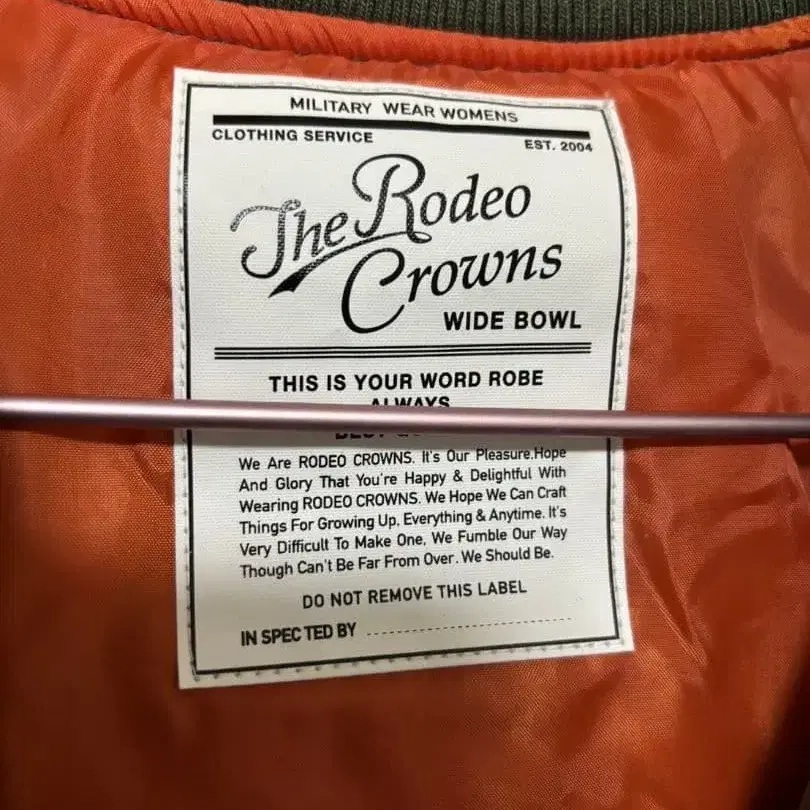 MILITARY WEAR WOMENS
CLOTHING SERVICE
EST. 2004
The Rodeo
Crowns
WIDE BOWL
THIS IS YOUR WORD ROBE
ALWAYS
We Are RODEO CROWNS. It's Our Pleasure.Hope
And Glory That You're Happy & Delightful With
Wearing RODEO CROWNS. We Hope We Can Craft
Things For Growing Up, Everything & Anytime. It's
Very Difficult To Make One. We Fumble Our Way
Though Can't Be Far From Over. We Should Be.
DO NOT REMOVE THIS LABEL
IN SPEC TED BY